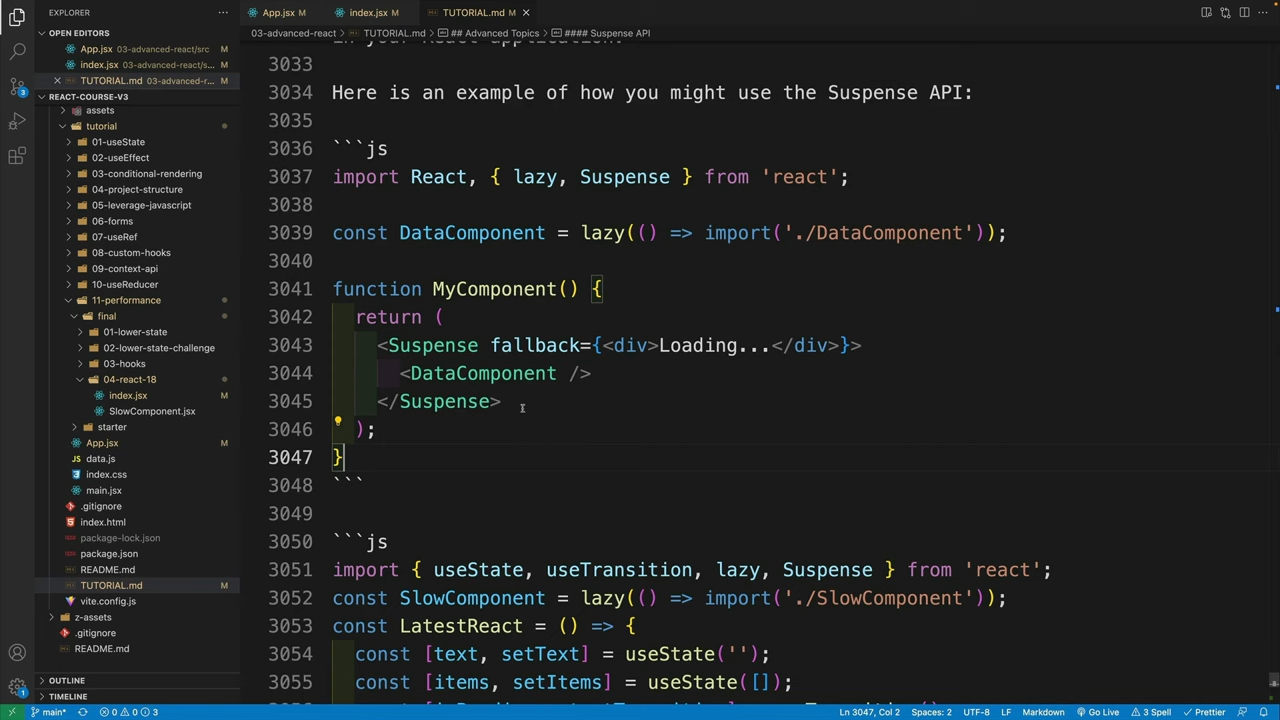 EXPLORER
···
App.jsx M
index.jsx M
TUTORIAL.md M ×
OPEN EDITORS
App.jsx 03-advanced-react/src M
index.jsx 03-advanced-react/s... M
× TUTORIAL.md 03-advanced-r... M
REACT-COURSE-V3
assets
tutorial
01-useState
02-useEffect
03-conditional-rendering
04-project-structure
05-leverage-javascript
06-forms
07-useRef
08-custom-hooks
09-context-api
10-useReducer
11-performance
final
01-lower-state
02-lower-state-challenge
03-hooks
04-react-18
index.jsx M
SlowComponent.jsx
starter
App.jsx M
data.js
index.css
main.jsx
.gitignore
index.html
package-lock.json
package.json
README.md
TUTORIAL.md M
vite.config.js
z-assets
.gitignore
README.md
OUTLINE
TIMELINE
03-advanced-react > TUTORIAL.md > ## Advanced Topics > #### Suspense API
in your React application.
3033
3034 Here is an example of how you might use the Suspense API:
3035
3036 ```js
3037 import React, { lazy, Suspense } from 'react';
3038
3039 const DataComponent = lazy(() => import('./DataComponent'));
3040
3041 function MyComponent() {
3042 return (
3043 <Suspense fallback={<div>Loading...</div>}>
3044 <DataComponent />
3045 </Suspense>
3046 );
3047 }
3048 ```
3049
3050 ```js
3051 import { useState, useTransition, lazy, Suspense } from 'react';
3052 const SlowComponent = lazy(() => import('./SlowComponent'));
3053 const LatestReact = () => {
3054 const [text, setText] = useState('');
3055 const [items, setItems] = useState([]);
3
1
main* 0 0 3
Ln 3047, Col 2 Spaces: 2 UTF-8 LF Markdown Go Live 3 Spell Prettier